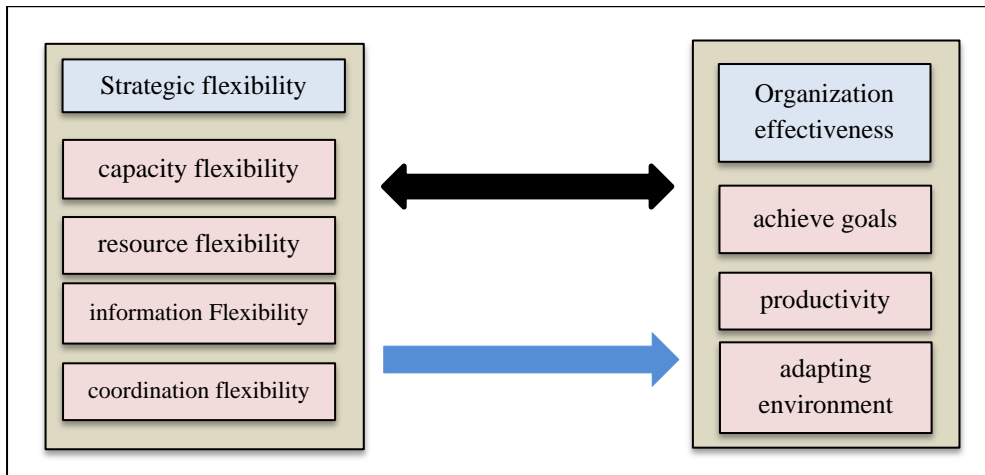 Strategic flexibility
capacity flexibility
resource flexibility
information Flexibility
coordination flexibility
Organization
effectiveness
achieve goals
productivity
adapting
environment